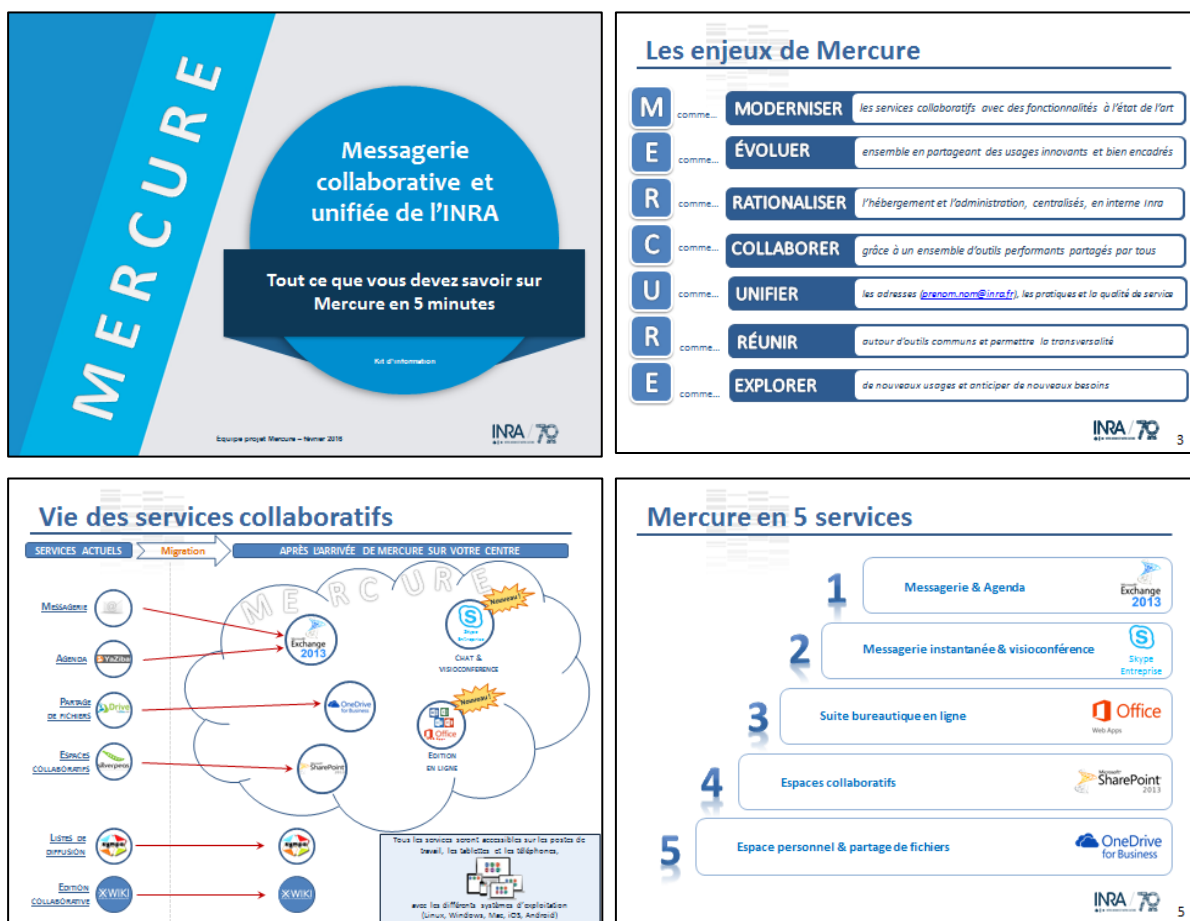 MERCURE
Messagerie
collaborative et
unifiée de l'INRA
Tout ce que vous devez savoir sur
Mercure en 5 minutes
Kit d'information
Equipe projet Mercure – février 2016
INRA / 70
Les enjeux de Mercure
M comme... MODERNISER les services collaboratifs avec des fonctionnalités à l'état de l'art
E comme... ÉVOLUER ensemble en partageant des usages innovants et bien encadrés
R comme... RATIONALISER l'hébergement et l'administration, centralisés, en interne Inra
C comme... COLLABORER grâce à un ensemble d'outils performants partagés par tous
U comme... UNIFIER les adresses (prenom.nom@inra.fr), les pratiques et la qualité de service
R comme... RÉUNIR autour d'outils communs et permettre la transversalité
E comme... EXPLORER de nouveaux usages et anticiper de nouveaux besoins
INRA / 70
3
Vie des services collaboratifs
SERVICES ACTUELS Migration APRÈS L'ARRIVÉE DE MERCURE SUR VOTRE CENTRE
MERCURE
MESSAGERIE
AGENDA YaZiba
Microsoft Exchange 2013
Nouveau !
Skype Entreprise
CHAT &
VISIOCONFÉRENCE
PARTAGE
DE FICHIERS Drive
OneDrive for Business
Nouveau !
Office
EDITION
EN LIGNE
ESPACES
COLLABORATIFS silverpeas
SharePoint
LISTES DE
DIFFUSION sympa sympa
EDITION
COLLABORATIVE XWIKI XWIKI
Tous les services seront accessibles sur les postes de
travail, les tablettes et les téléphones,
avec les différents systèmes d'exploitation
(Linux, Windows, Mac, iOS, Android)
Mercure en 5 services
1 Messagerie & Agenda Microsoft Exchange 2013
2 Messagerie instantanée & visioconférence Skype Entreprise
3 Suite bureautique en ligne Office Web Apps
4 Espaces collaboratifs Microsoft SharePoint 2013
5 Espace personnel & partage de fichiers OneDrive for Business
INRA / 70
5